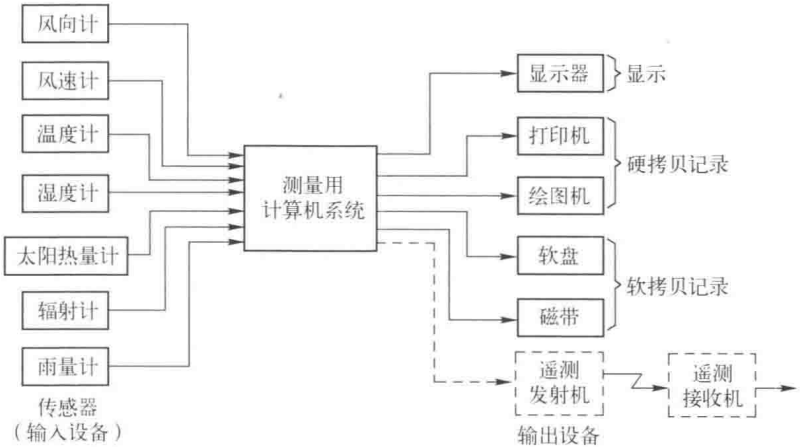 风向计
风速计
温度计
湿度计
太阳热量计
辐射计
雨量计
传感器
(输入设备)
测量用
计算机系统
显示器
显示
打印机
绘图机
硬拷贝记录
软盘
磁带
软拷贝记录
遥测
发射机
输出设备
遥测
接收机